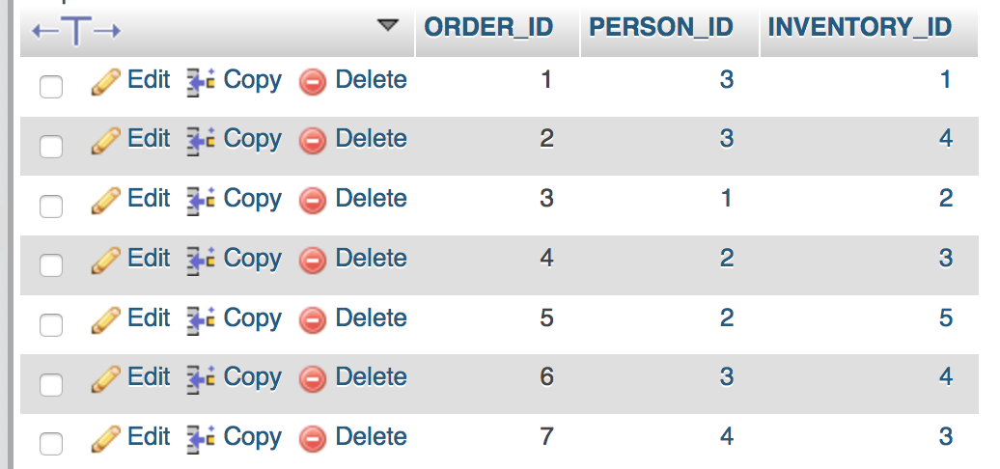 ORDER_ID PERSON_ID INVENTORY_ID
Edit Copy Delete 1 3 1
Edit Copy Delete 2 3 4
Edit Copy Delete 3 1 2
Edit Copy Delete 4 2 3
Edit Copy Delete 5 2 5
Edit Copy Delete 6 3 4
Edit Copy Delete 7 4 3